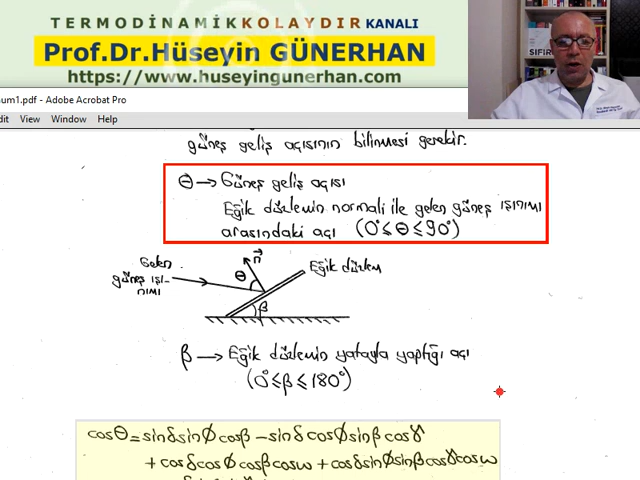 TERMODİNAMİKKOLAYDIR KANALI
Prof.Dr.Hüseyin GÜNERHAN
https://www.huseyingunerhan.com
SIFIR
um1.pdf - Adobe Acrobat Pro
dit View Window Help
güneş geliş açısının bilinmesi gerekir.
θ → Güneş geliş açısı
Eğik düzlemin normali ile gelen güneş ışınımı
arasındaki açı (0° ≤ θ ≤ 90°)
Gelen
güneş ışı-
nımı
θ
n
Eğik düzlem
β
β → Eğik düzlemin yatayla yaptığı açı
(0° ≤ β ≤ 180°)
cosθ = sinδ sinφ cosβ - sinδ cosφ sinβ cosγ
+ cosδ cosφ cosβ cosω + cosδ sinφ sinβ cosγ cosω